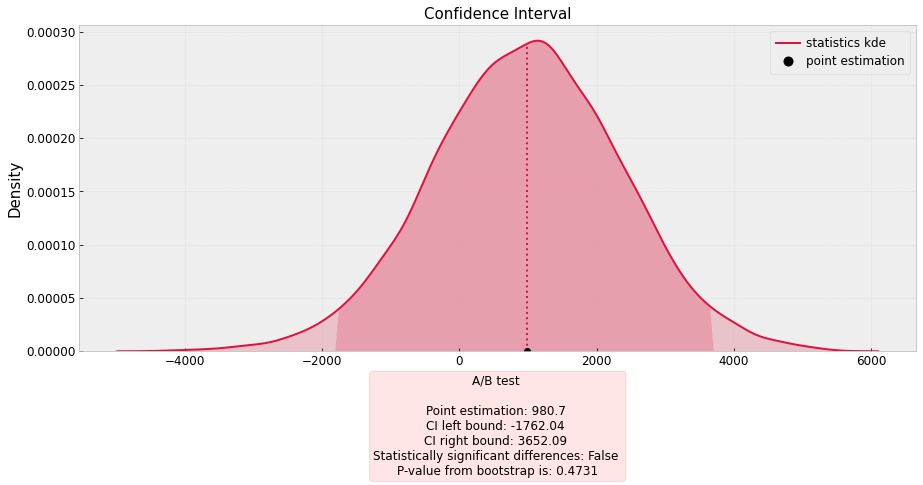 Confidence Interval
statistics kde
point estimation
Density
0.00030
0.00025
0.00020
0.00015
0.00010
0.00005
0.00000
−4000
−2000
0
2000
4000
6000
A/B test
Point estimation: 980.7
CI left bound: -1762.04
CI right bound: 3652.09
Statistically significant differences: False
P-value from bootstrap is: 0.4731